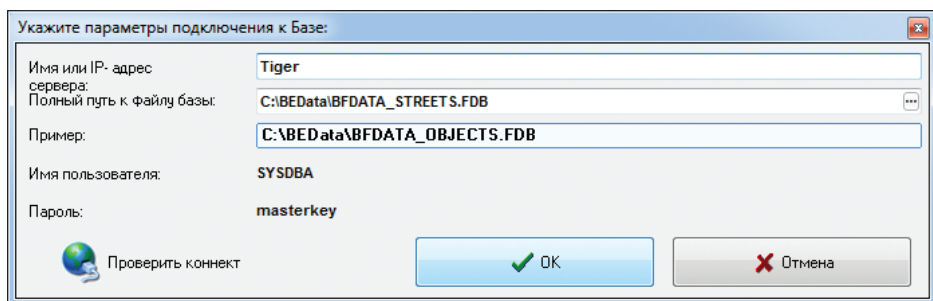 Укажите параметры подключения к Базе:
Имя или IP- адрес
сервера:
Tiger
Полный путь к файлу базы:
C:\BEData\BFDATA_STREETS.FDB
...
Пример:
C:\BEData\BFDATA_OBJECTS.FDB
Имя пользователя:
SYSDBA
Пароль:
masterkey
Проверить коннект
OK
Отмена